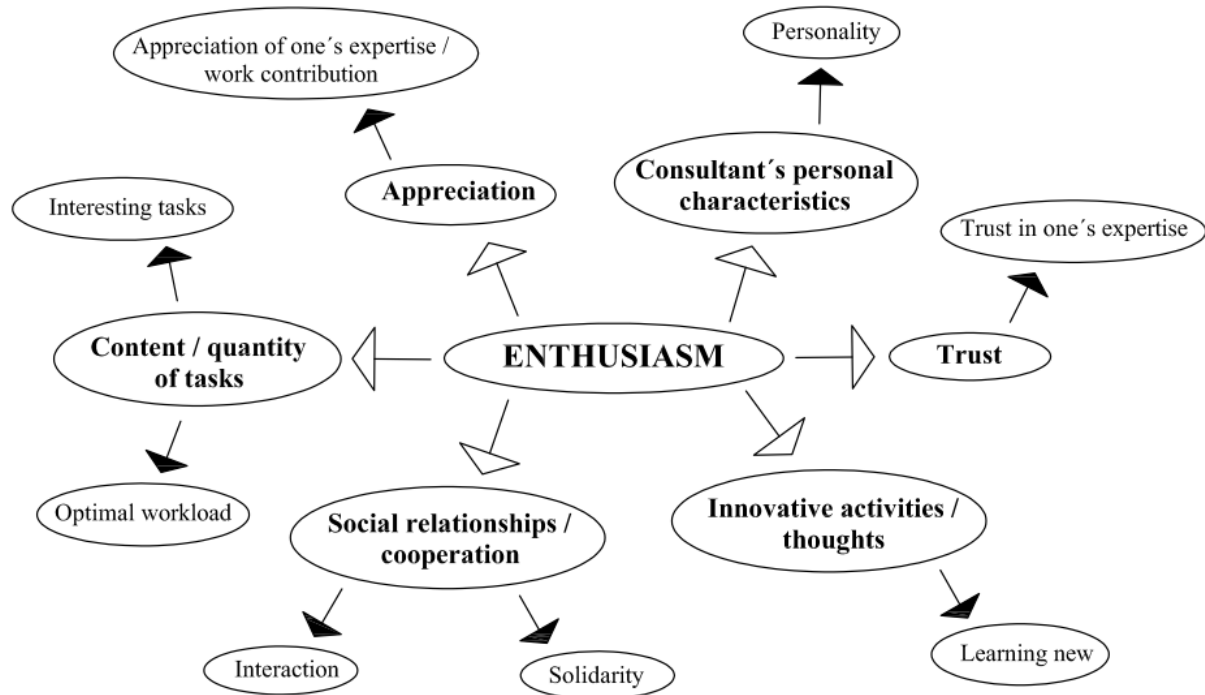 Personality
Appreciation of one´s expertise /
work contribution
Consultant´s personal
characteristics
Appreciation
Interesting tasks
Trust in one´s expertise
Content / quantity
of tasks
ENTHUSIASM
Trust
Optimal workload
Social relationships /
cooperation
Innovative activities /
thoughts
Interaction
Solidarity
Learning new